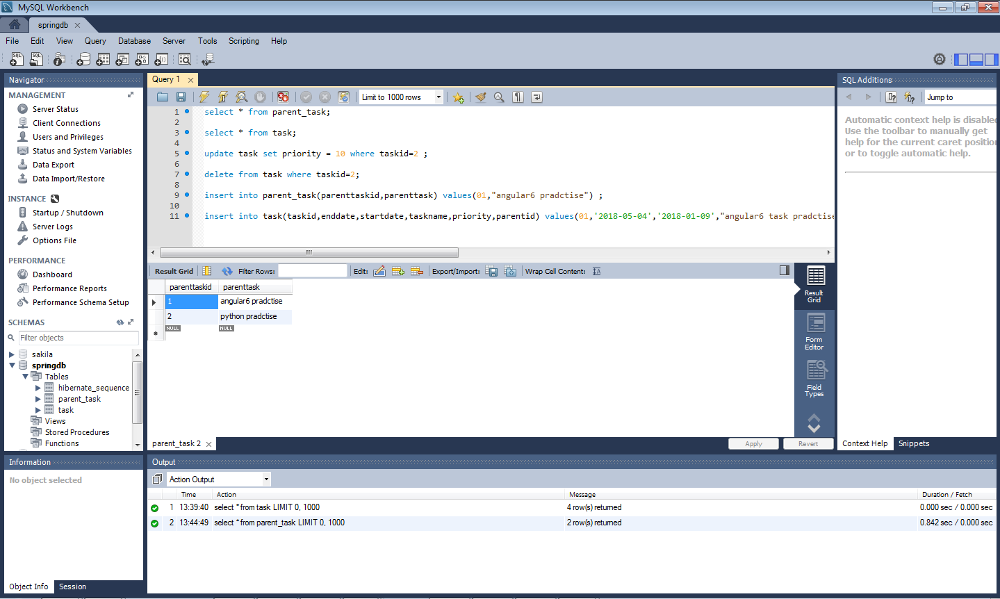 MySQL Workbench
springdb
File Edit View Query Database Server Tools Scripting Help
Navigator
MANAGEMENT
Server Status
Client Connections
Users and Privileges
Status and System Variables
Data Export
Data Import/Restore
INSTANCE
Startup / Shutdown
Server Logs
Options File
PERFORMANCE
Dashboard
Performance Reports
Performance Schema Setup
SCHEMAS
Filter objects
sakila
springdb
Tables
hibernate_sequence
parent_task
task
Views
Stored Procedures
Functions
Information
No object selected
Object Info Session
Query 1
Limit to 1000 rows
1 select * from parent_task;
2
3 select * from task;
4
5 update task set priority = 10 where taskid=2 ;
6
7 delete from task where taskid=2;
8
9 insert into parent_task(parenttaskid,parenttask) values(01,"angular6 pradctise") ;
10
11 insert into task(taskid,enddate,startdate,taskname,priority,parentid) values(01,'2018-05-04','2018-01-09',"angular6 task pradctise
Result Grid Filter Rows: Edit: Export/Import: Wrap Cell Content:
parenttaskid parenttask
1 angular6 pradctise
2 python pradctise
NULL NULL
Result
Grid
Form
Editor
Field
Types
parent_task 2
Apply Revert
SQL Additions
Jump to
Automatic context help is disabled
Use the toolbar to manually get
help for the current caret position
or to toggle automatic help.
Context Help Snippets
Output
Action Output
Time Action Message Duration / Fetch
1 13:39:40 select * from task LIMIT 0, 1000 4 row(s) returned 0.000 sec / 0.000 sec
2 13:44:49 select * from parent_task LIMIT 0, 1000 2 row(s) returned 0.842 sec / 0.000 sec